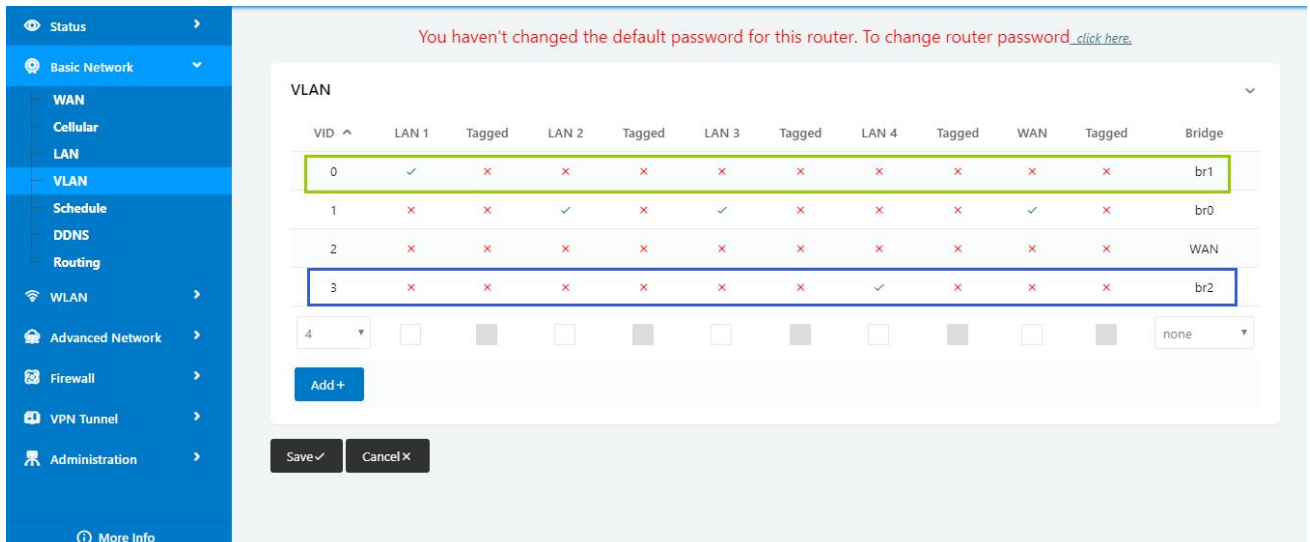 Status
You haven't changed the default password for this router. To change router password click here.
Basic Network
WAN
Cellular
LAN
VLAN
Schedule
DDNS
Routing
WLAN
Advanced Network
Firewall
VPN Tunnel
Administration
More Info
VLAN
VID LAN 1 Tagged LAN 2 Tagged LAN 3 Tagged LAN 4 Tagged WAN Tagged Bridge
0 ✓ × × × × × × × × × br1
1 × × ✓ × ✓ × × × ✓ × br0
2 × × × × × × × × × × WAN
3 × × × × × × ✓ × × × br2
4 none
Add +
Save ✓ Cancel ×